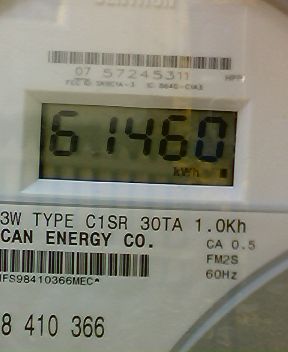 07 57245311
61460
kWh
3W TYPE C1SR 30TA 1.0Kh
CAN ENERGY CO.
CA 0.5
FM2S
60Hz
8 410 366